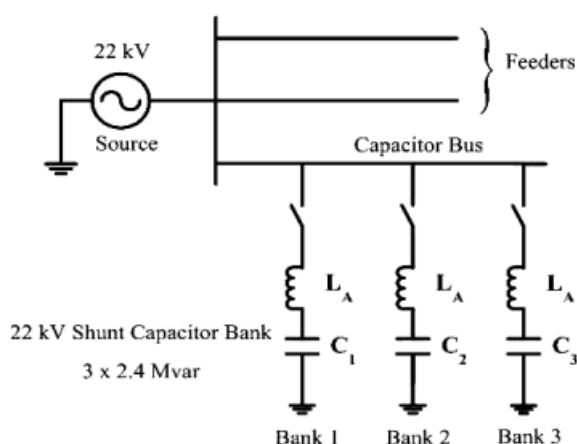 22 kV
Source
Feeders
Capacitor Bus
L_A
L_A
L_A
22 kV Shunt Capacitor Bank
3 x 2.4 Mvar
C_1
C_2
C_3
Bank 1
Bank 2
Bank 3